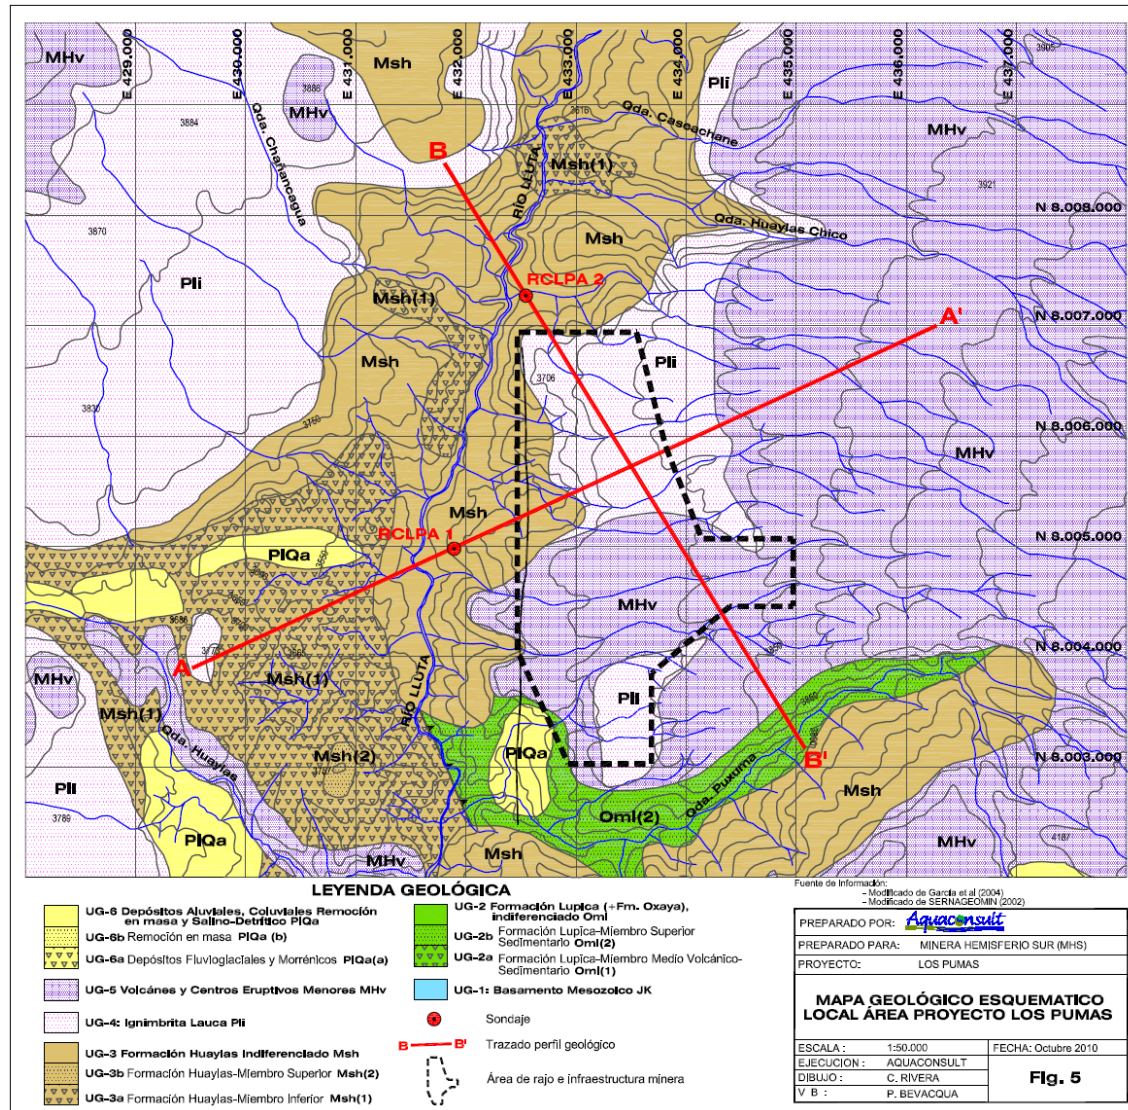 E 429.000
E 430.000
E 431.000
E 432.000
E 433.000
E 434.000
E 435.000
E 436.000
E 437.000
MHv
Msh
Pli
3905
3886
MHv
3884
3616
Qda. Caseachane
MHv
Qda. Chañancagua
B
Msh(1)
RÍO LLUTA
3921
N 8.008.000
Qda. Huaylas Chico
3870
Msh
Pli
RCLPA 2
Msh(1)
N 8.007.000
A'
Msh
Pli
3706
3830
3760
N 8.006.000
MHv
Msh
RCLPA 1
N 8.005.000
PlQa
MHv
3686
N 8.004.000
3773
A
MHv
Msh(1)
Pli
Msh(1)
RÍO LLUTA
Qda. Huaylas
Msh(2)
PlQa
B'
N 8.003.000
Qda. Puxuma
Pli
Msh
3789
Oml(2)
PlQa
4187
MHv
Msh
MHv
LEYENDA GEOLÓGICA
UG-6 Depósitos Aluviales, Coluviales Remoción
en masa y Salino-Detrítico PlQa
UG-6b Remoción en masa PlQa (b)
UG-6a Depósitos Fluvioglaciales y Morrénicos PlQa(a)
UG-5 Volcánes y Centros Eruptivos Menores MHv
UG-4: Ignimbrita Lauca Pli
UG-3 Formación Huaylas Indiferenciado Msh
UG-3b Formación Huaylas-Miembro Superior Msh(2)
UG-3a Formación Huaylas-Miembro Inferior Msh(1)
UG-2 Formación Lupica (+Fm. Oxaya),
indiferenciado Oml
UG-2b Formación Lupica-Miembro Superior
Sedimentario Oml(2)
UG-2a Formación Lupica-Miembro Medio Volcánico-
Sedimentario Oml(1)
UG-1: Basamento Mesozoico JK
Sondaje
B B' Trazado perfil geológico
Área de rajo e infraestructura minera
Fuente de Información:
- Modificado de García et al (2004)
- Modificado de SERNAGEOMIN (2002)
PREPARADO POR: Aquaconsult
PREPARADO PARA: MINERA HEMISFERIO SUR (MHS)
PROYECTO: LOS PUMAS
MAPA GEOLÓGICO ESQUEMATICO
LOCAL ÁREA PROYECTO LOS PUMAS
ESCALA : 1:50.000 FECHA: Octubre 2010
EJECUCION : AQUACONSULT
DIBUJO : C. RIVERA
V B : P. BEVACQUA
Fig. 5